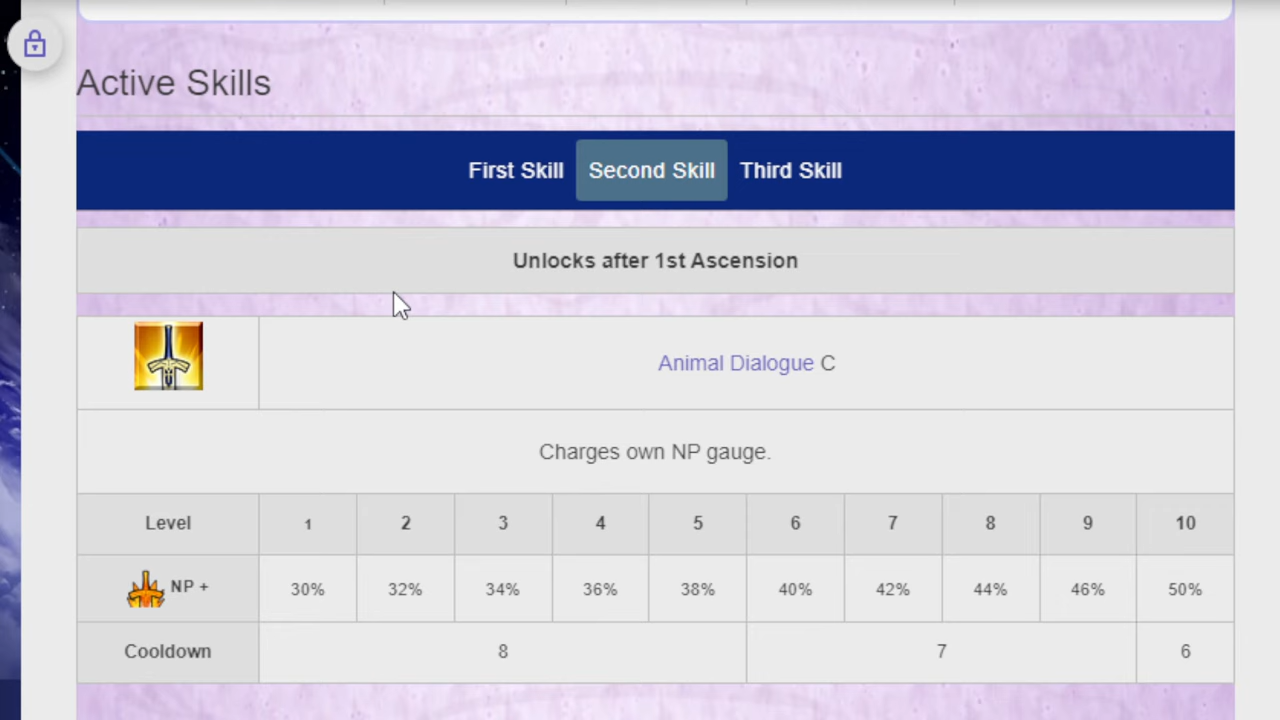 Active Skills
First Skill Second Skill Third Skill
Unlocks after 1st Ascension
Animal Dialogue C
Charges own NP gauge.
Level 1 2 3 4 5 6 7 8 9 10
NP + 30% 32% 34% 36% 38% 40% 42% 44% 46% 50%
Cooldown 8 7 6